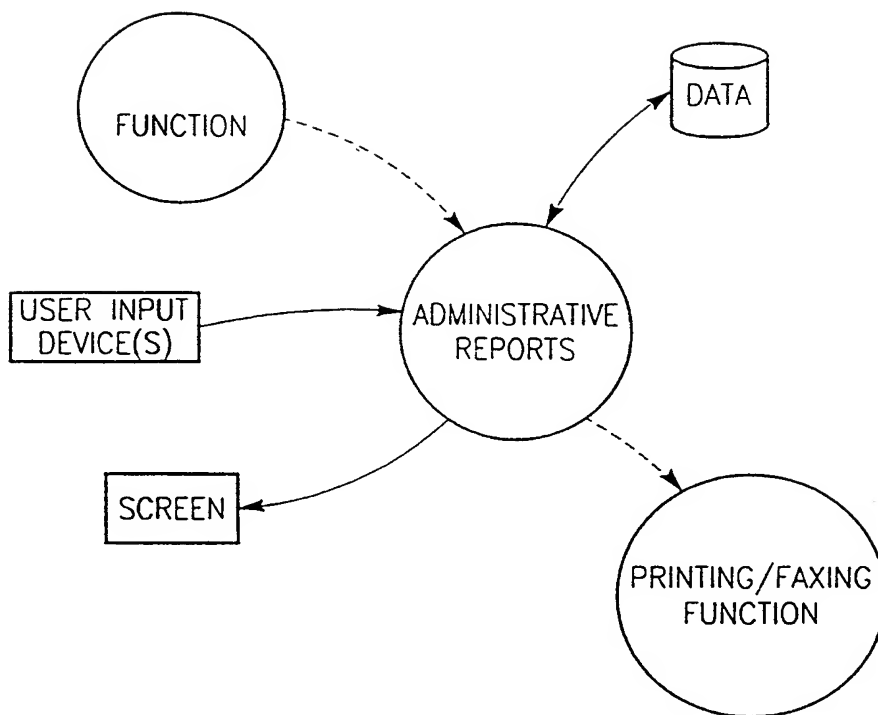 FUNCTION
DATA
USER INPUT
DEVICE(S)
ADMINISTRATIVE
REPORTS
SCREEN
PRINTING/FAXING
FUNCTION